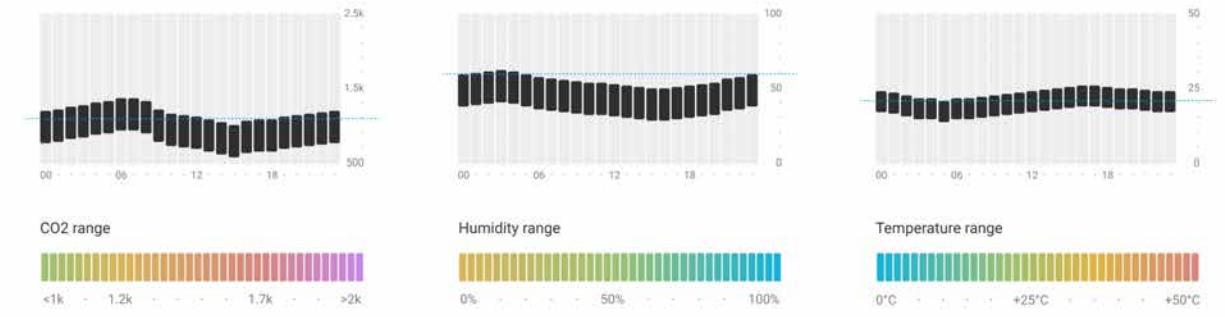 2.5k
1.5k
500
00 06 12 18
CO2 range
<1k 1.2k 1.7k >2k
100
50
0
00 06 12 18
Humidity range
0% 50% 100%
50
25
0
00 06 12 18
Temperature range
0°C +25°C +50°C